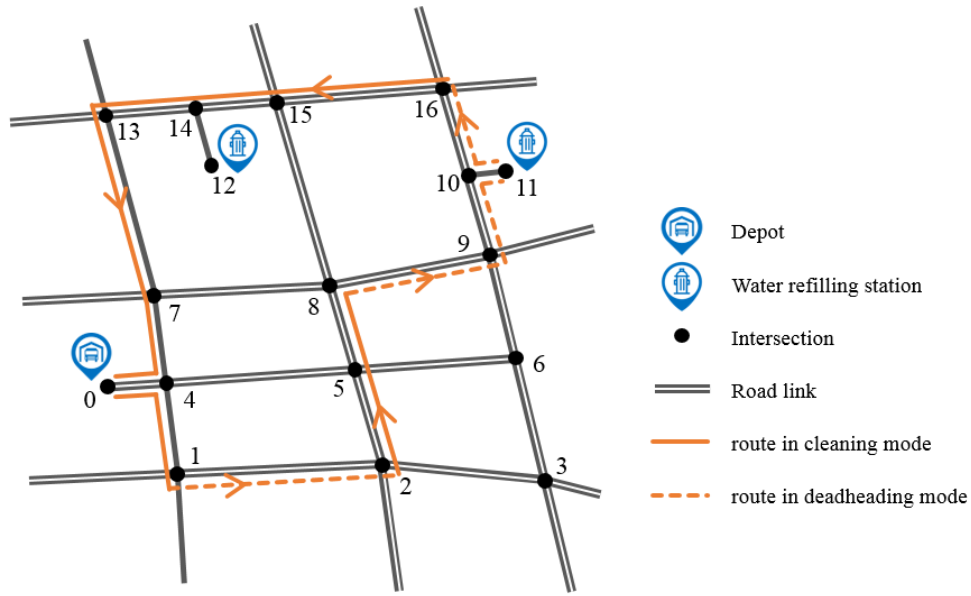 16
15
13
14
12
10
11
9
7
8
0
4
5
6
1
2
3
Depot
Water refilling station
Intersection
Road link
route in cleaning mode
route in deadheading mode